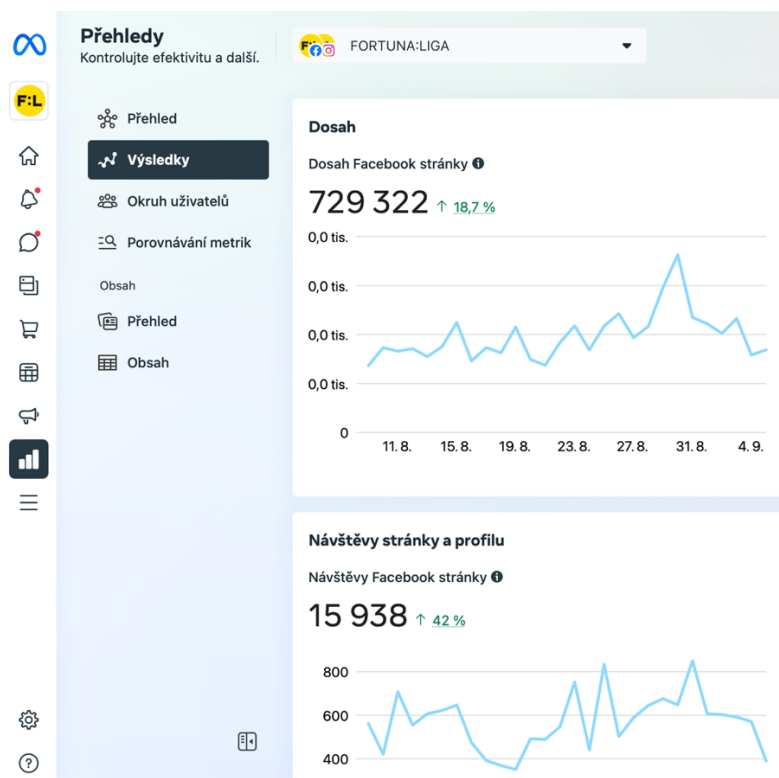 Přehledy
Kontrolujte efektivitu a další.
F:L
FORTUNA:LIGA
F:L
Přehled
Výsledky
Okruh uživatelů
Porovnávání metrik
Obsah
Přehled
Obsah
Dosah
Dosah Facebook stránky
729 322 ↑ 18,7 %
0,0 tis.
0,0 tis.
0,0 tis.
0,0 tis.
0
11. 8. 15. 8. 19. 8. 23. 8. 27. 8. 31. 8. 4. 9.
Návštěvy stránky a profilu
Návštěvy Facebook stránky
15 938 ↑ 42 %
800
600
400